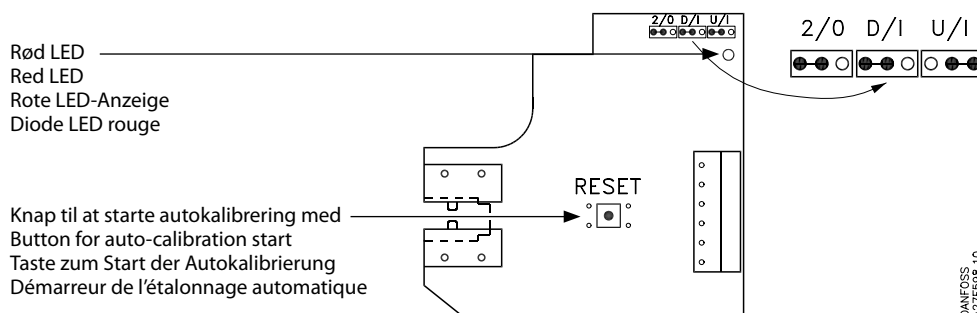 2/0 D/I U/I
2/0 D/I U/I
Rød LED
Red LED
Rote LED-Anzeige
Diode LED rouge
RESET
Knap til at starte autokalibrering med
Button for auto-calibration start
Taste zum Start der Autokalibrierung
Démarreur de l'étalonnage automatique
DANFOSS